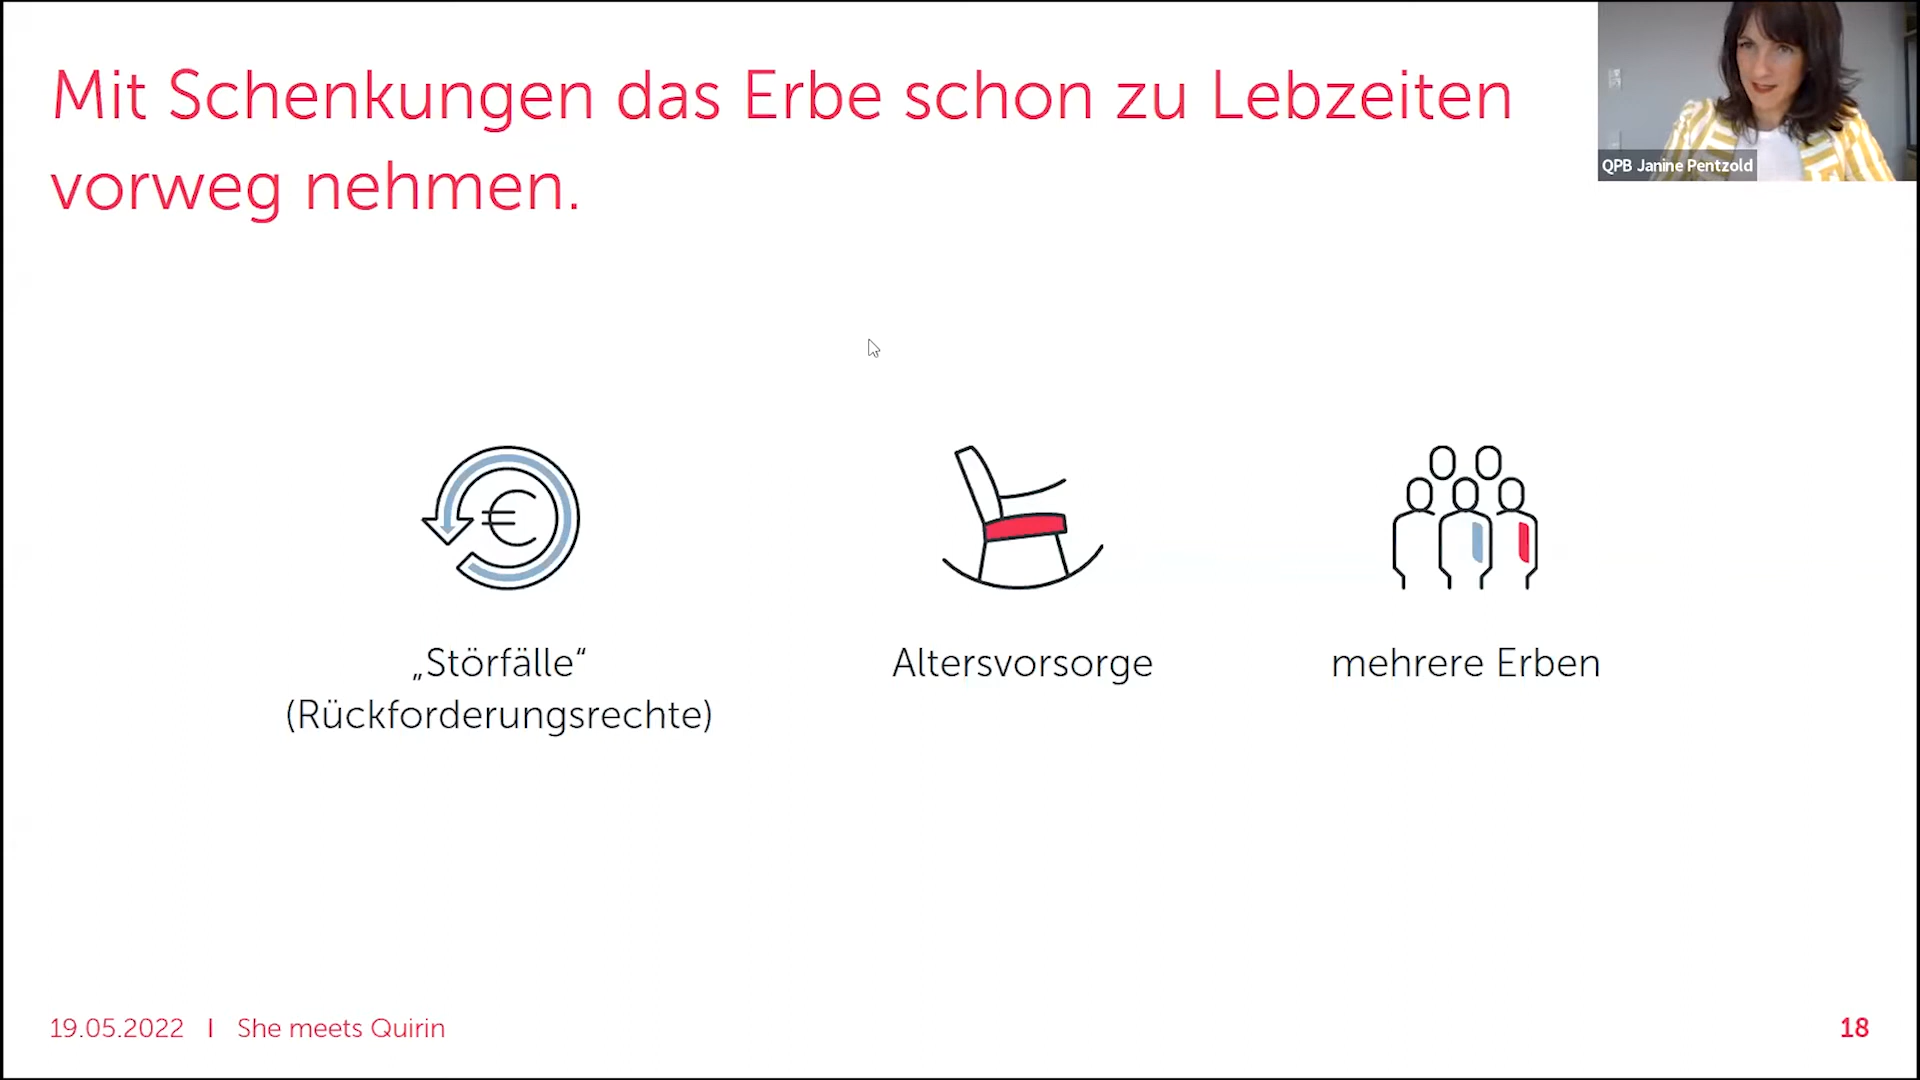 Mit Schenkungen das Erbe schon zu Lebzeiten
vorweg nehmen.
QPB Janine Pentzold
„Störfälle“
(Rückforderungsrechte)
Altersvorsorge
mehrere Erben
19.05.2022 I She meets Quirin
18